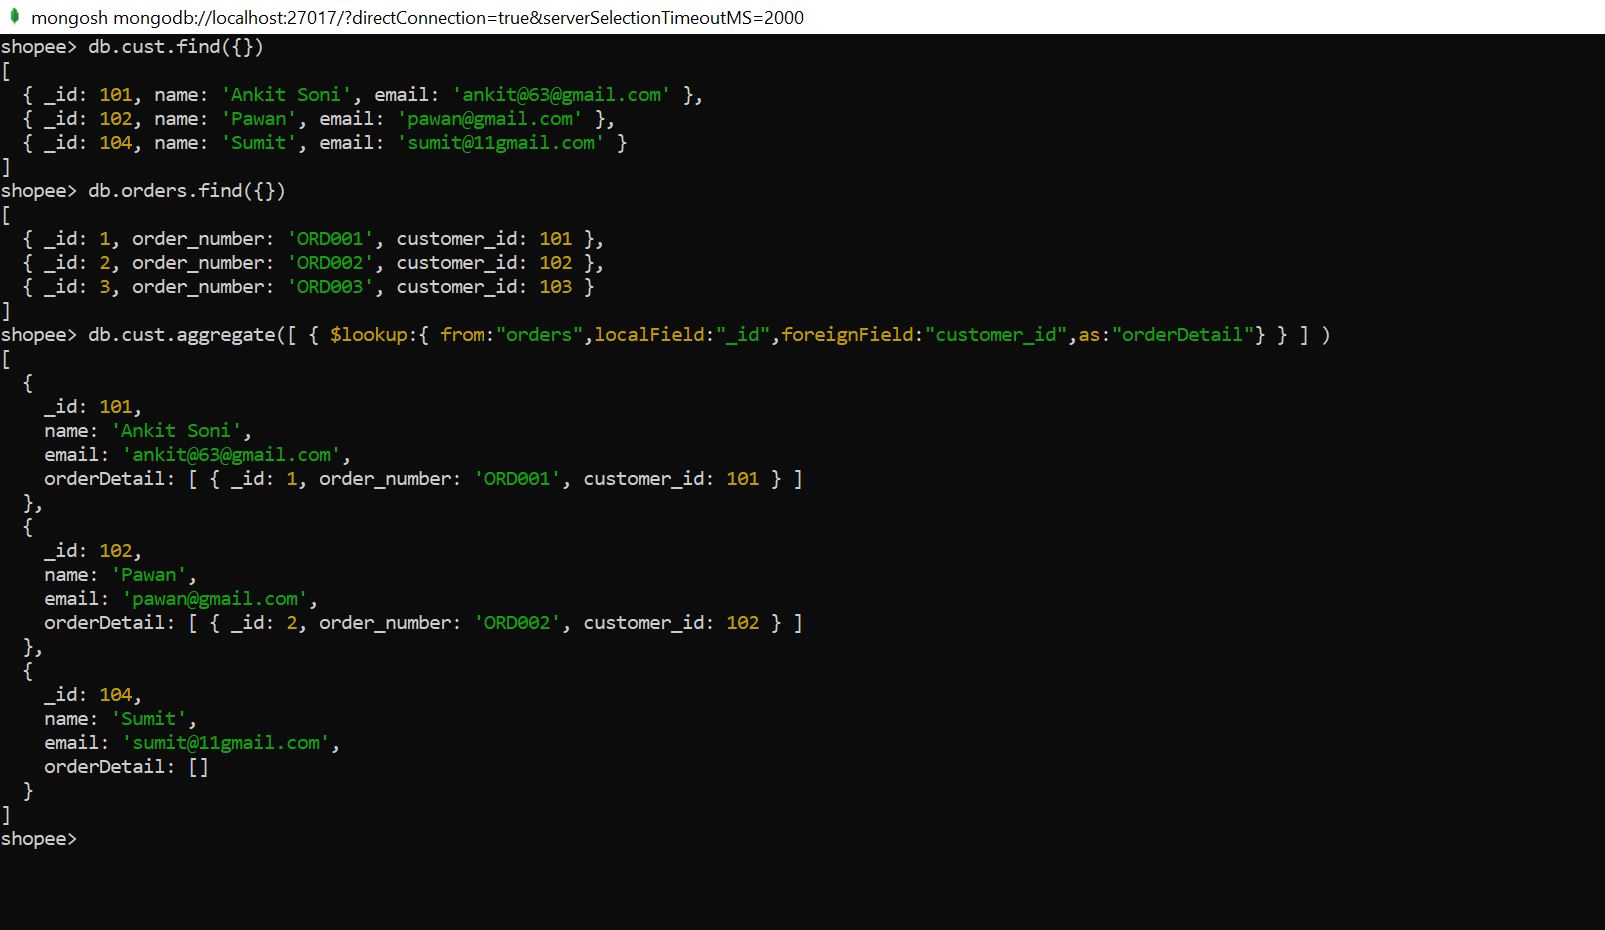 mongosh mongodb://localhost:27017/?directConnection=true&serverSelectionTimeoutMS=2000
shopee> db.cust.find({})
[
  { _id: 101, name: 'Ankit Soni', email: 'ankit@63@gmail.com' },
  { _id: 102, name: 'Pawan', email: 'pawan@gmail.com' },
  { _id: 104, name: 'Sumit', email: 'sumit@11gmail.com' }
]
shopee> db.orders.find({})
[
  { _id: 1, order_number: 'ORD001', customer_id: 101 },
  { _id: 2, order_number: 'ORD002', customer_id: 102 },
  { _id: 3, order_number: 'ORD003', customer_id: 103 }
]
shopee> db.cust.aggregate([ { $lookup:{ from:"orders",localField:"_id",foreignField:"customer_id",as:"orderDetail"} } ] )
[
  {
    _id: 101,
    name: 'Ankit Soni',
    email: 'ankit@63@gmail.com',
    orderDetail: [ { _id: 1, order_number: 'ORD001', customer_id: 101 } ]
  },
  {
    _id: 102,
    name: 'Pawan',
    email: 'pawan@gmail.com',
    orderDetail: [ { _id: 2, order_number: 'ORD002', customer_id: 102 } ]
  },
  {
    _id: 104,
    name: 'Sumit',
    email: 'sumit@11gmail.com',
    orderDetail: []
  }
]
shopee>